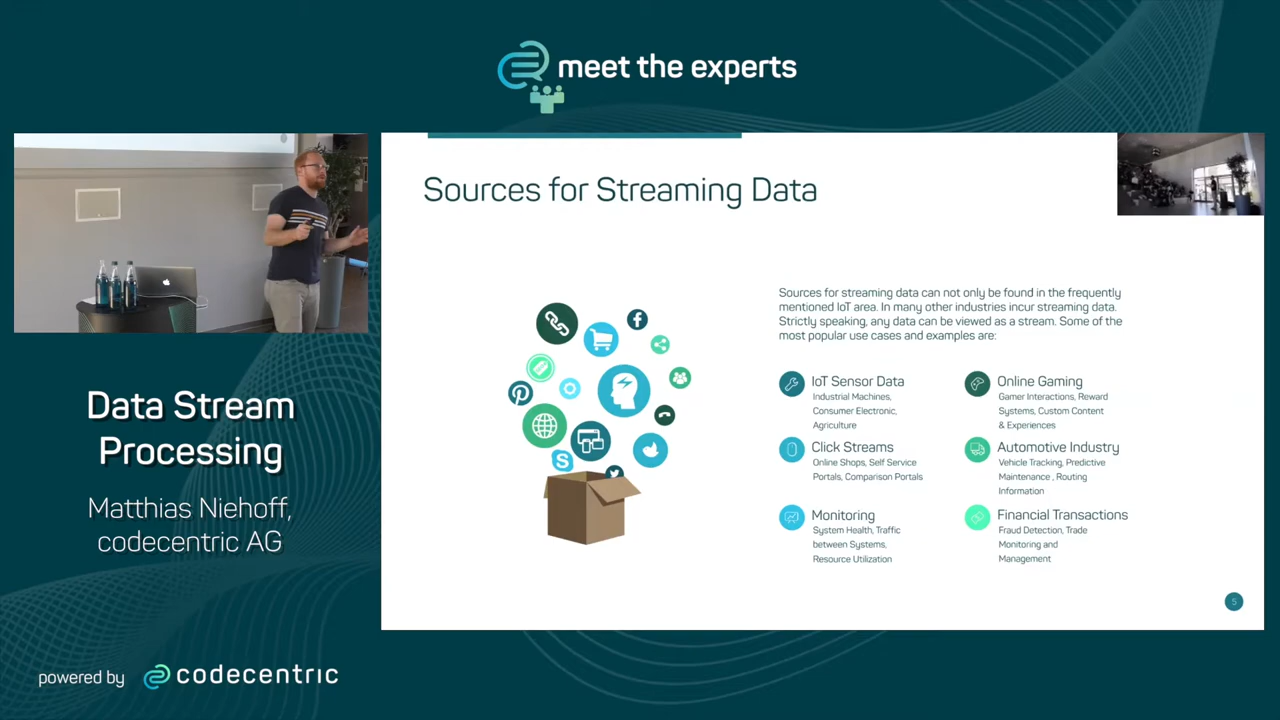 meet the experts
Sources for Streaming Data
Sources for streaming data can not only be found in the frequently
mentioned IoT area. In many other industries incur streaming data.
Strictly speaking, any data can be viewed as a stream. Some of the
most popular use cases and examples are:
IoT Sensor Data
Industrial Machines,
Consumer Electronic,
Agriculture
Online Gaming
Gamer Interactions, Reward
Systems, Custom Content
& Experiences
Click Streams
Online Shops, Self Service
Portals, Comparison Portals
Automotive Industry
Vehicle Tracking, Predictive
Maintenance , Routing
Information
Monitoring
System Health, Traffic
between Systems,
Resource Utilization
Financial Transactions
Fraud Detection, Trade
Monitoring and
Management
5
Data Stream
Processing
Matthias Niehoff,
codecentric AG
powered by codecentric